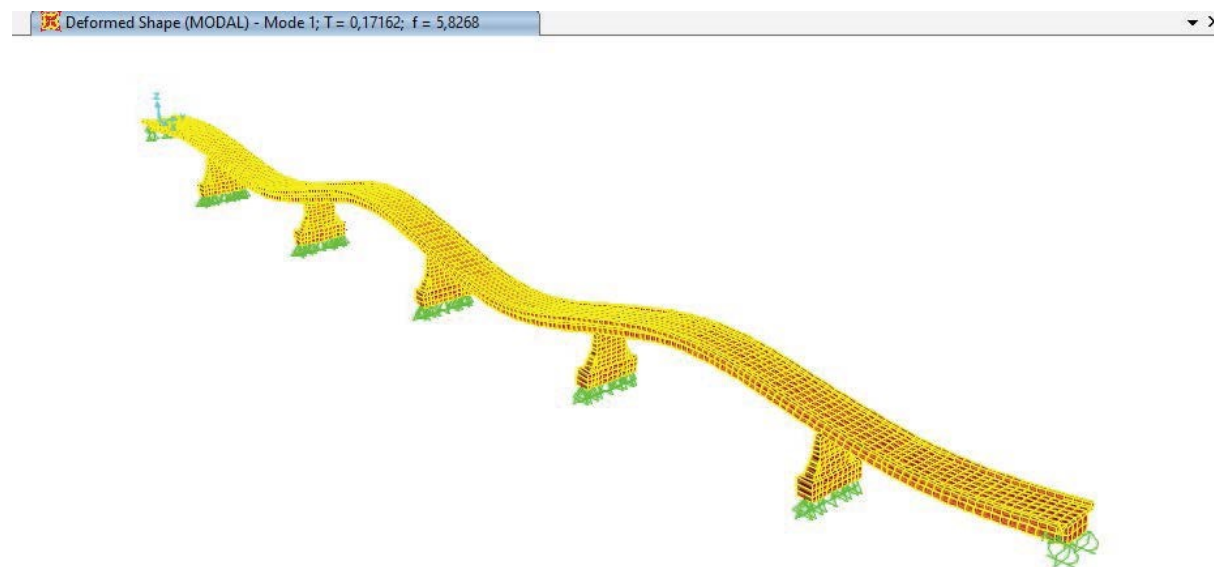 Deformed Shape (MODAL) - Mode 1; T = 0,17162; f = 5,8268
Z